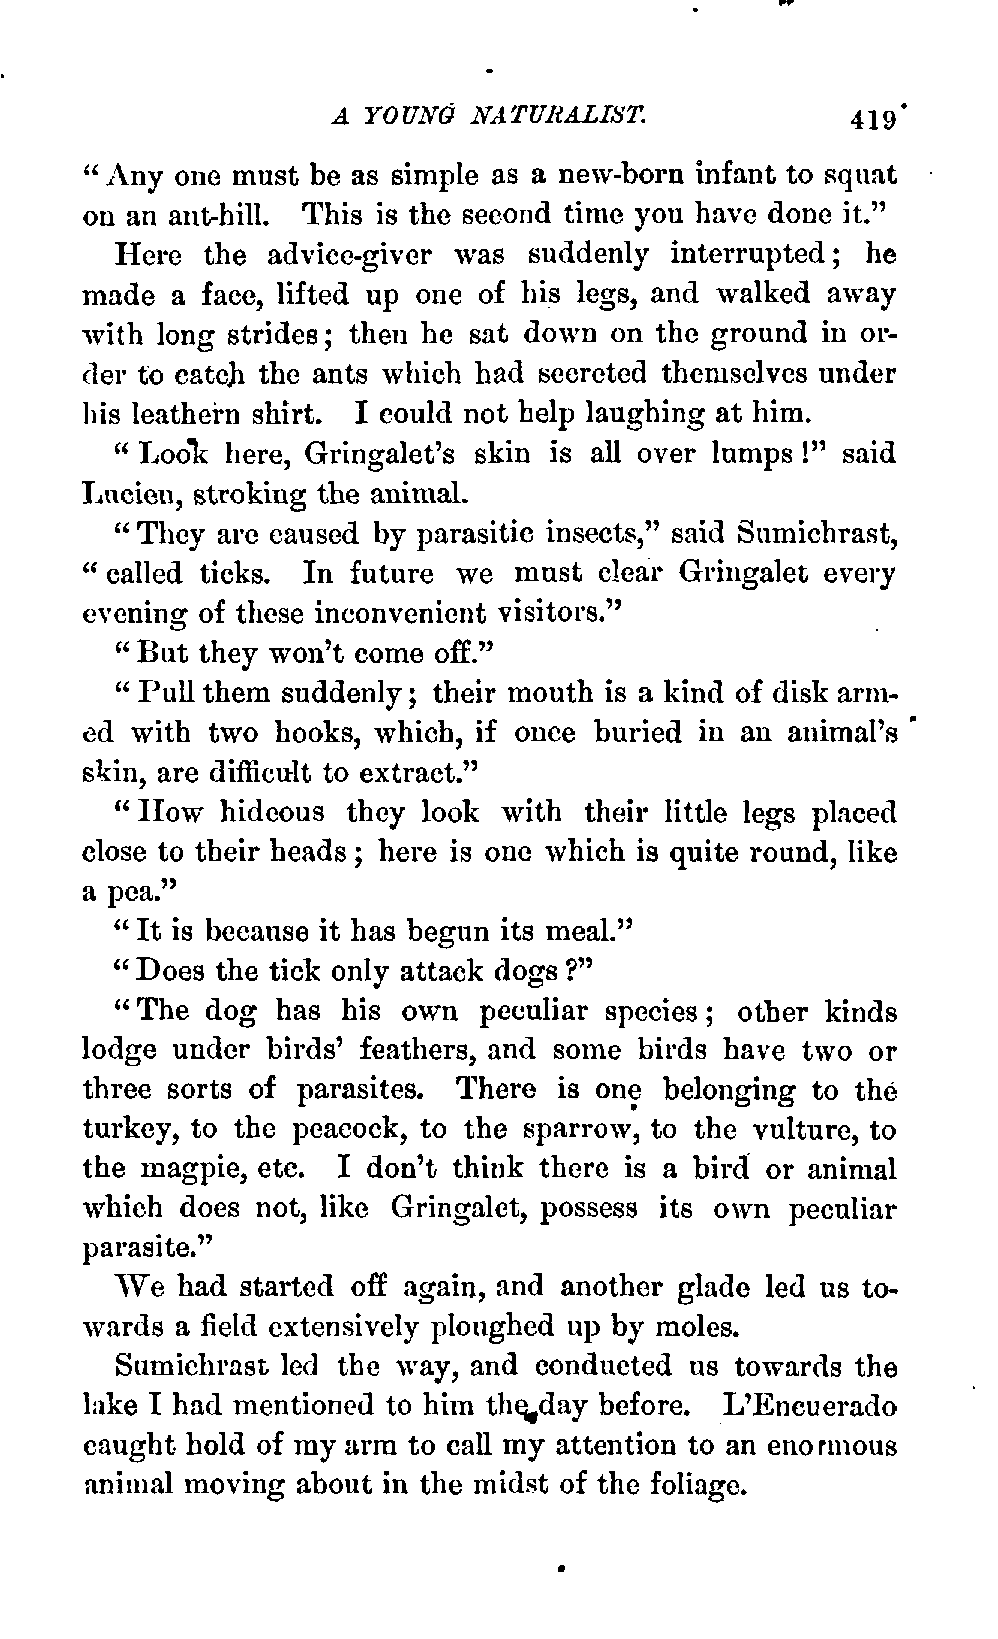 A YOUNG NATURALIST. 419
“Any one must be as simple as a new-born infant to squat
on an ant-hill. This is the second time you have done it.”
Here the advice-giver was suddenly interrupted; he
made a face, lifted up one of his legs, and walked away
with long strides; then he sat down on the ground in or-
der to catch the ants which had secreted themselves under
his leathern shirt. I could not help laughing at him.
“Look here, Gringalet’s skin is all over lumps!” said
Lucien, stroking the animal.
“They are caused by parasitic insects,” said Sumichrast,
“called ticks. In future we must clear Gringalet every
evening of these inconvenient visitors.”
“But they won’t come off.”
“Pull them suddenly; their mouth is a kind of disk arm-
ed with two hooks, which, if once buried in an animal’s
skin, are difficult to extract.”
“How hideous they look with their little legs placed
close to their heads; here is one which is quite round, like
a pea.”
“It is because it has begun its meal.”
“Does the tick only attack dogs?”
“The dog has his own peculiar species; other kinds
lodge under birds’ feathers, and some birds have two or
three sorts of parasites. There is one belonging to the
turkey, to the peacock, to the sparrow, to the vulture, to
the magpie, etc. I don’t think there is a bird or animal
which does not, like Gringalet, possess its own peculiar
parasite.”
We had started off again, and another glade led us to-
wards a field extensively ploughed up by moles.
Sumichrast led the way, and conducted us towards the
lake I had mentioned to him the day before. L’Encuerado
caught hold of my arm to call my attention to an enormous
animal moving about in the midst of the foliage.